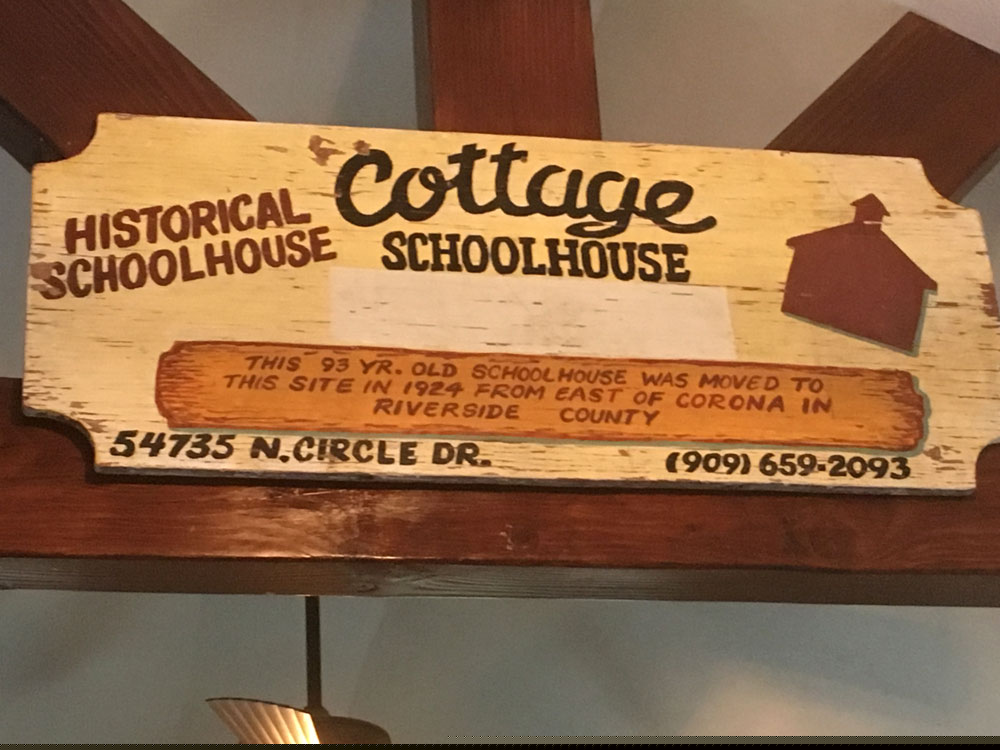 HISTORICAL
SCHOOLHOUSE
Cottage
SCHOOLHOUSE
THIS 93 YR. OLD SCHOOLHOUSE WAS MOVED TO
THIS SITE IN 1924 FROM EAST OF CORONA IN
RIVERSIDE COUNTY
54735 N. CIRCLE DR.
(909) 659-2093